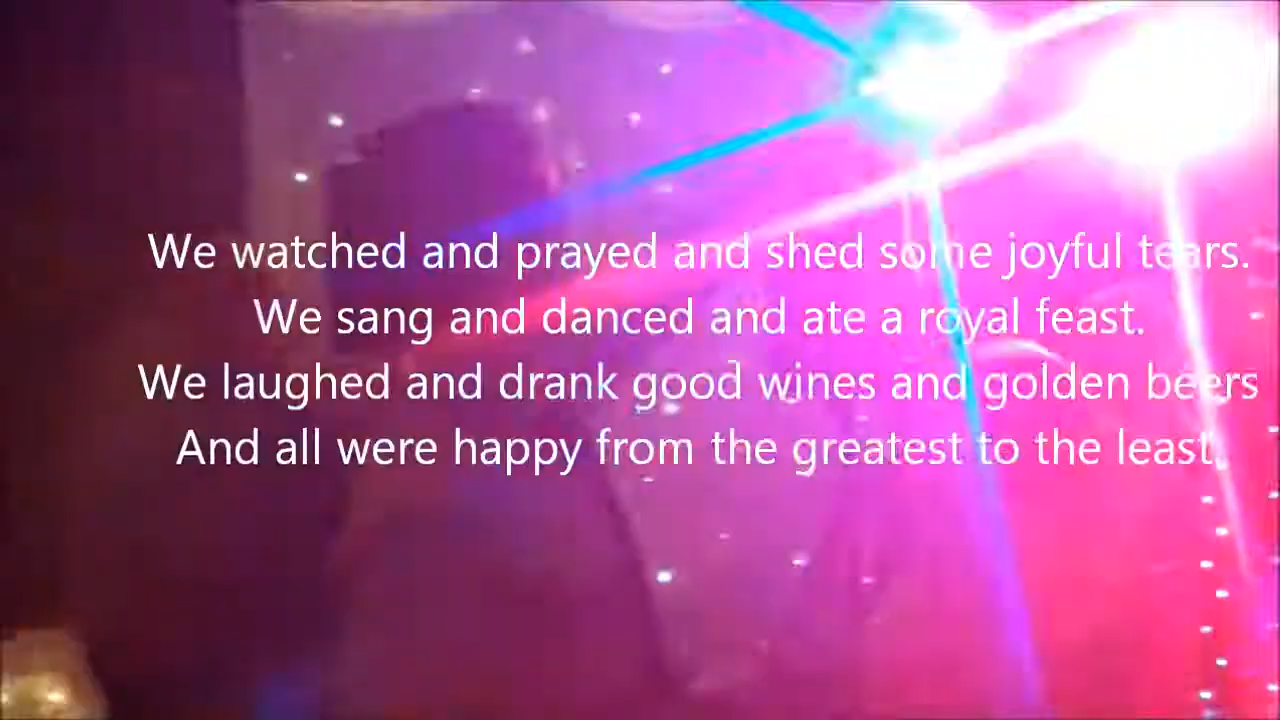 We watched and prayed and shed some joyful tears.
We sang and danced and ate a royal feast.
We laughed and drank good wines and golden beers
And all were happy from the greatest to the least.